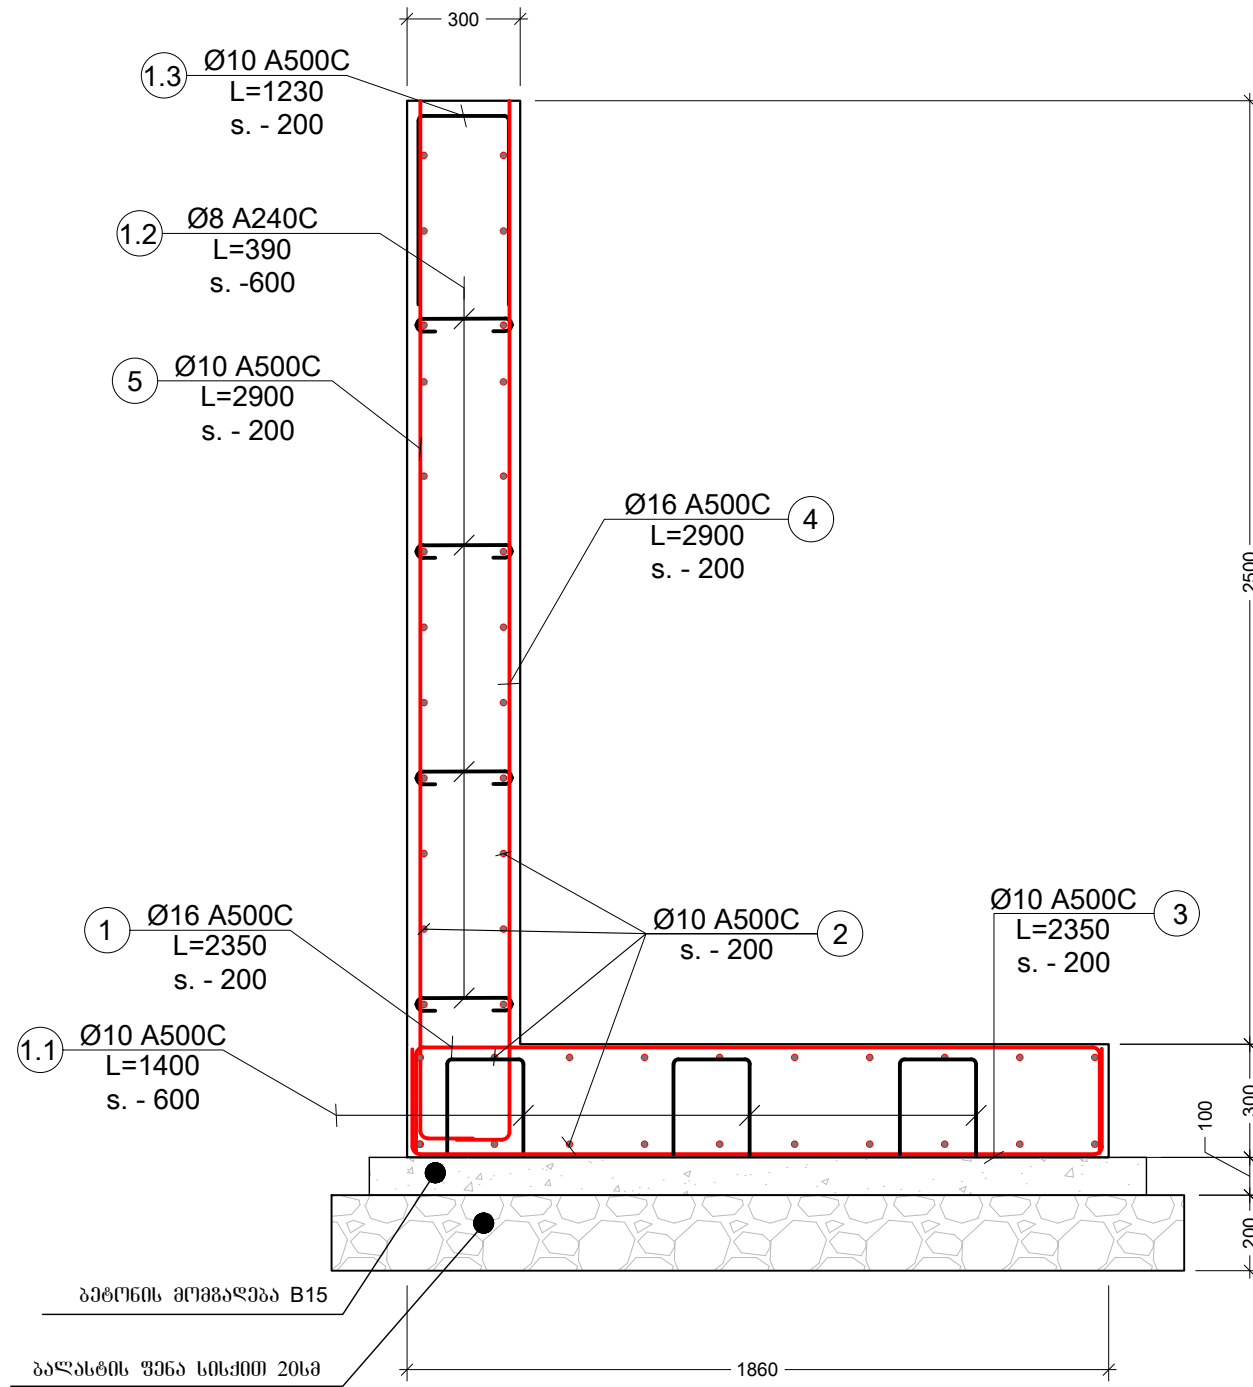 300
1.3 Ø10 A500C
L=1230
s. - 200
1.2 Ø8 A240C
L=390
s. -600
5 Ø10 A500C
L=2900
s. - 200
Ø16 A500C 4
L=2900
s. - 200
2500
1 Ø16 A500C
L=2350
s. - 200
Ø10 A500C 2
s. - 200
Ø10 A500C 3
L=2350
s. - 200
1.1 Ø10 A500C
L=1400
s. - 600
300
100
200
ბეტონის მომზადება B15
ბალასტის ფენა სისქით 20სმ
1860